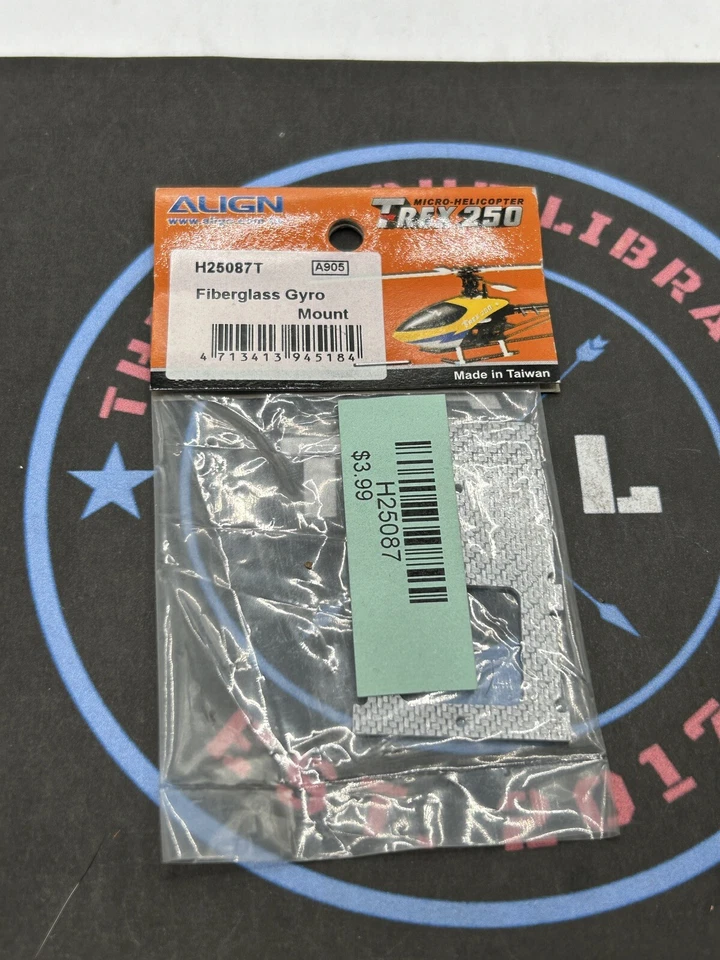 ALIGN
www.align.com.tw
MICRO-HELICOPTER
T-REX 250
H25087T
A905
Fiberglass Gyro
Mount
4 713413 945184
Made in Taiwan
H25087
$3.99
L